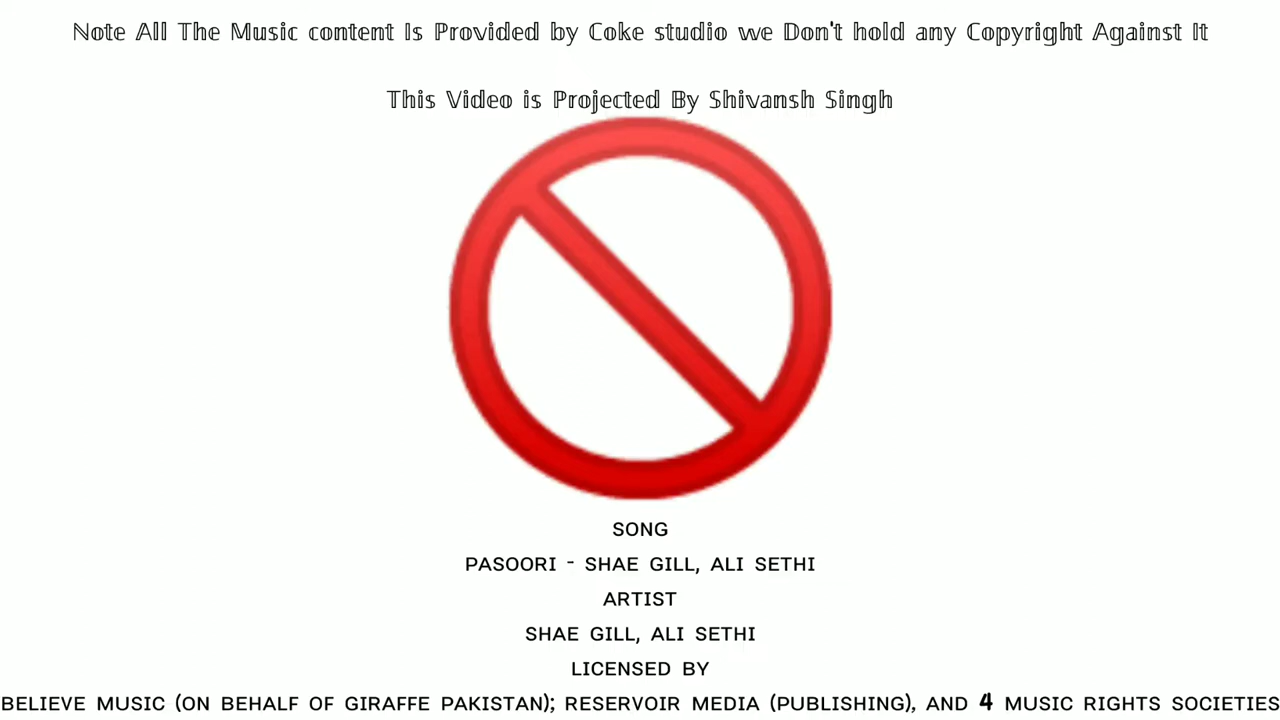 Note All The Music content Is Provided by Coke studio we Don't hold any Copyright Against It
This Video is Projected By Shivansh Singh
SONG
PASOORI - SHAE GILL, ALI SETHI
ARTIST
SHAE GILL, ALI SETHI
LICENSED BY
BELIEVE MUSIC (ON BEHALF OF GIRAFFE PAKISTAN); RESERVOIR MEDIA (PUBLISHING), AND 4 MUSIC RIGHTS SOCIETIES